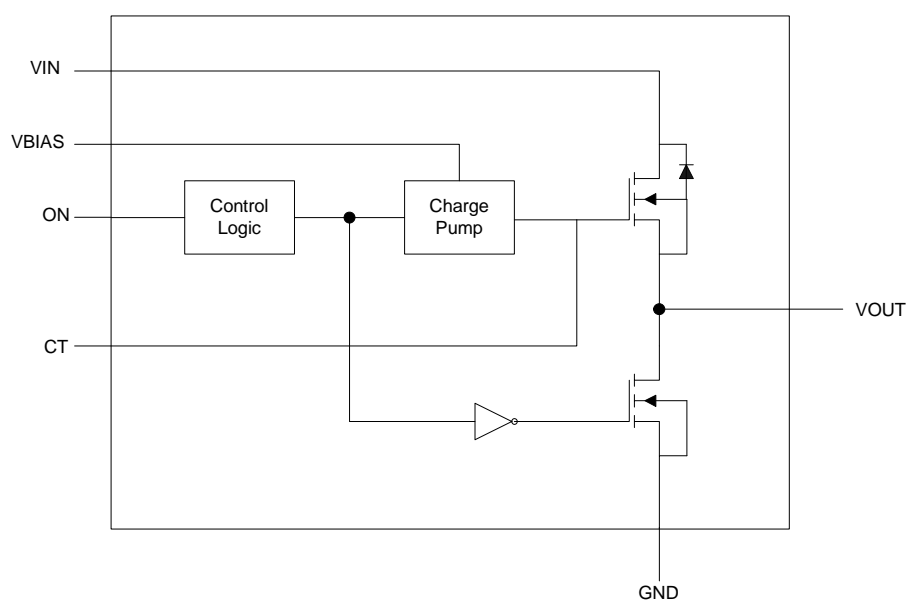 VIN
VBIAS
ON
Control
Logic
Charge
Pump
VOUT
CT
GND